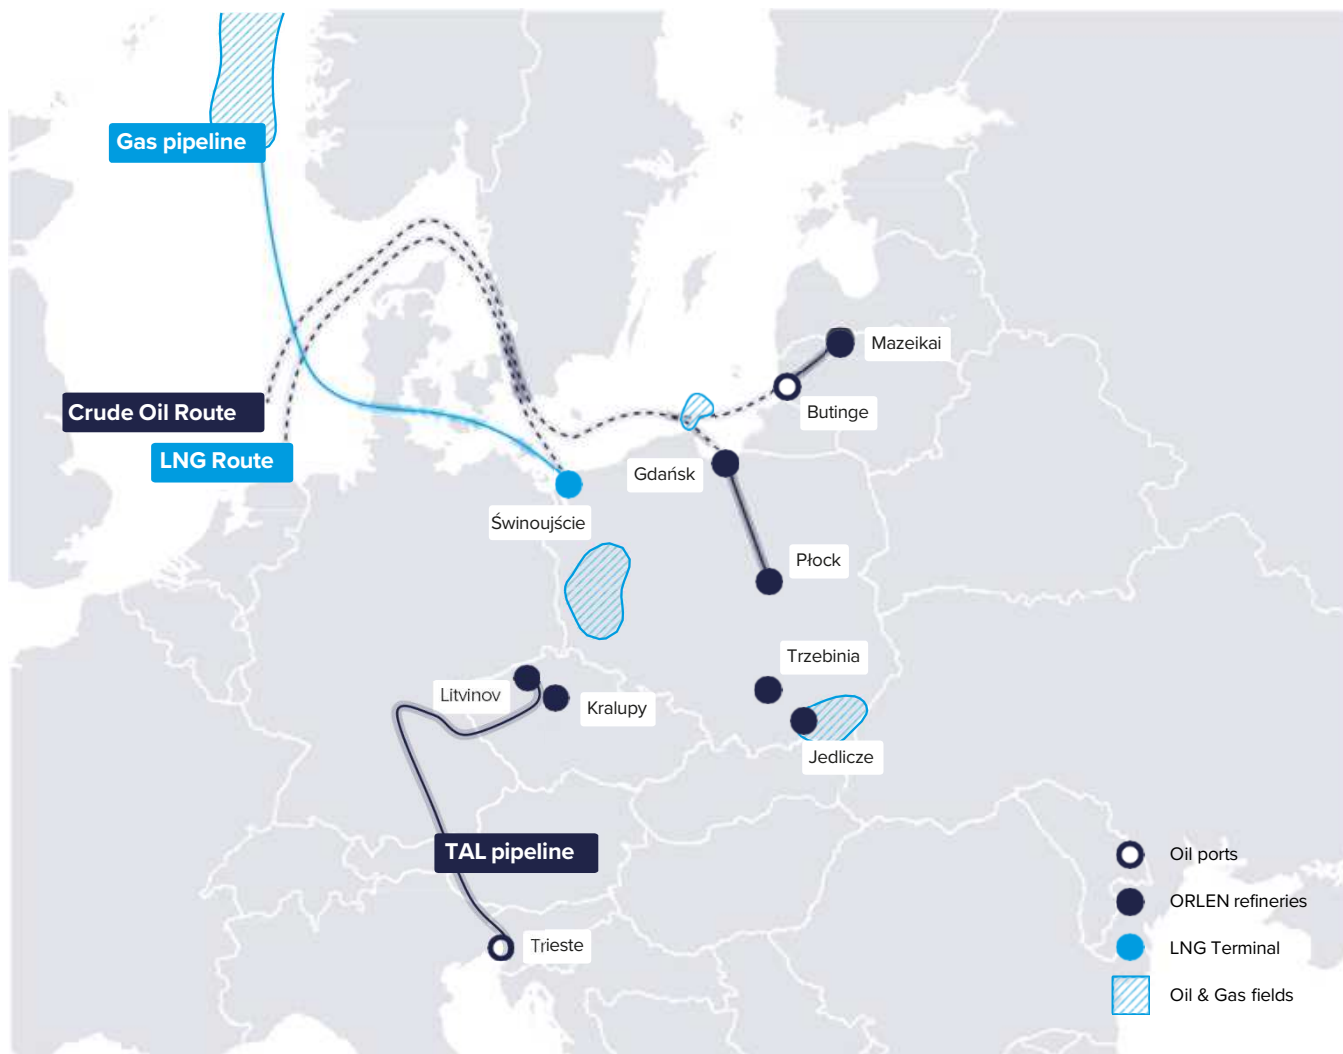 Gas pipeline
Mazeikai
Crude Oil Route
Butinge
LNG Route
Gdańsk
Świnoujście
Płock
Trzebinia
Litvinov
Kralupy
Jedlicze
TAL pipeline
Oil ports
ORLEN refineries
Trieste
LNG Terminal
Oil & Gas fields